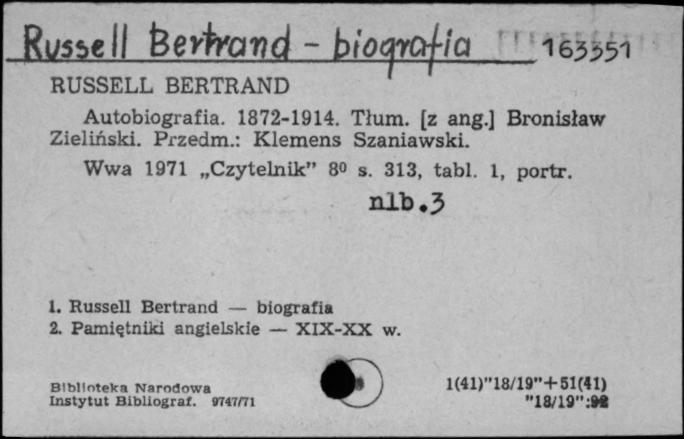 Russell Bertrand - biografia 163351
RUSSELL BERTRAND
Autobiografia. 1872-1914. Tłum. [z ang.] Bronisław
Zieliński. Przedm.: Klemens Szaniawski.
Wwa 1971 „Czytelnik” 8⁰ s. 313, tabl. 1, portr.
nlb.3
1. Russell Bertrand — biografia
2. Pamiętniki angielskie — XIX-XX w.
Biblioteka Narodowa
Instytut Bibliograf. 9747/71
1(41)"18/19"+51(41)
"18/19":92